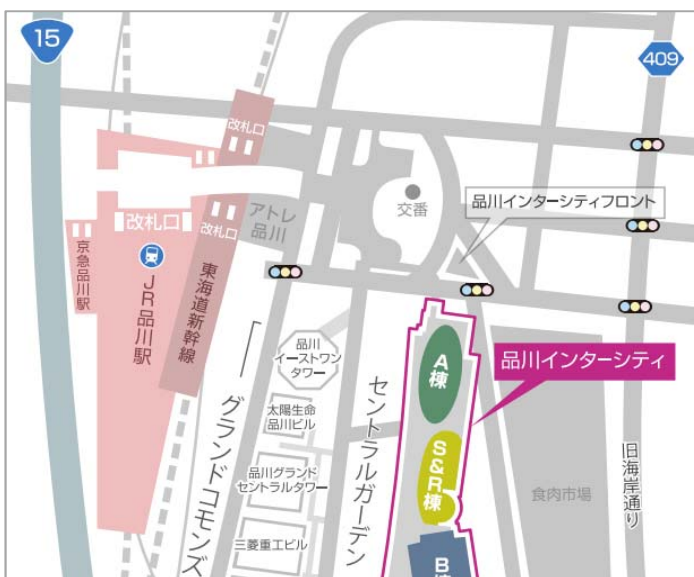 15
409
改札口
品川インターシティフロント
交番
アトレ
品川
改札口
改札口
京急品川駅
JR品川駅
東海道新幹線
品川
イーストワン
タワー
A棟
品川インターシティ
太陽生命
品川ビル
グランドコモンズ
セントラルガーデン
S&R棟
旧海岸通り
品川グランド
セントラルタワー
食肉市場
三菱重工ビル
B棟